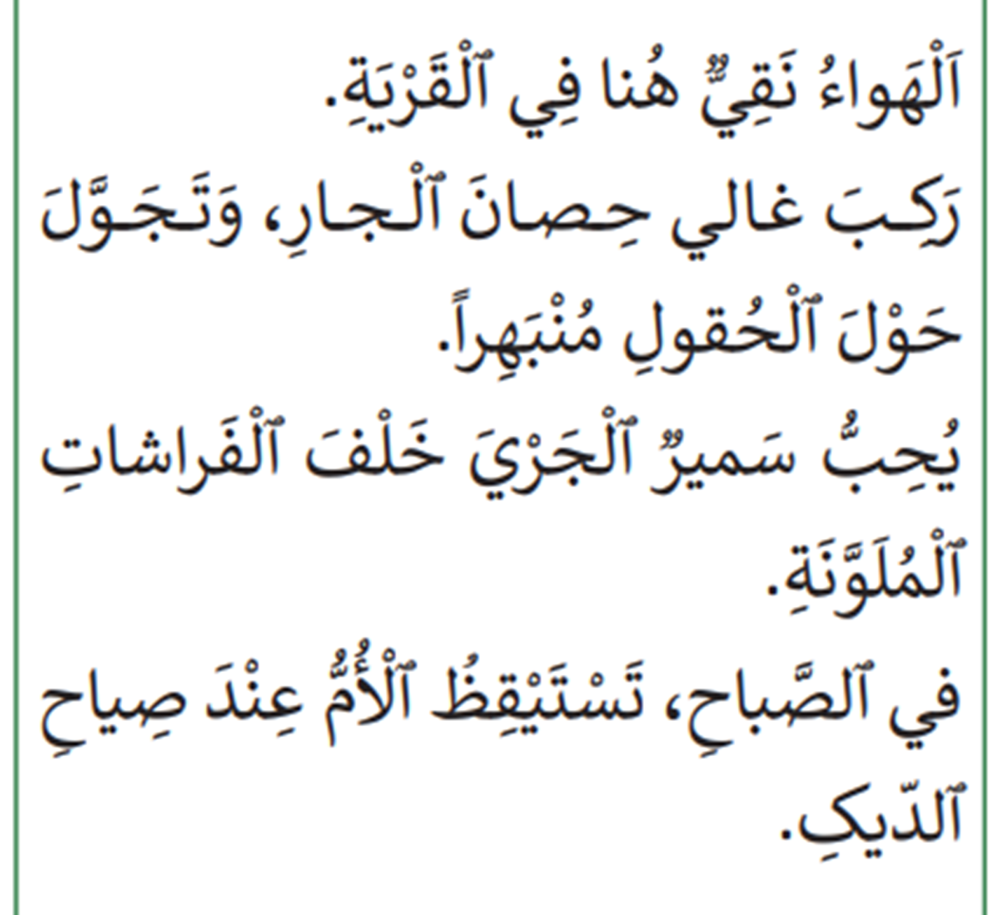 اَلْهَواءُ نَقِيٌّ هُنا فِي ٱلْقَرْيَةِ.
رَكِبَ غالي حِصانَ ٱلْجارِ، وَتَجَوَّلَ
حَوْلَ ٱلْحُقولِ مُنْبَهِراً.
يُحِبُّ سَميرٌ ٱلْجَرْيَ خَلْفَ ٱلْفَراشاتِ
ٱلْمُلَوَّنَةِ.
في ٱلصَّباحِ، تَسْتَيْقِظُ ٱلْأُمُّ عِنْدَ صِياحِ
ٱلدّيكِ.